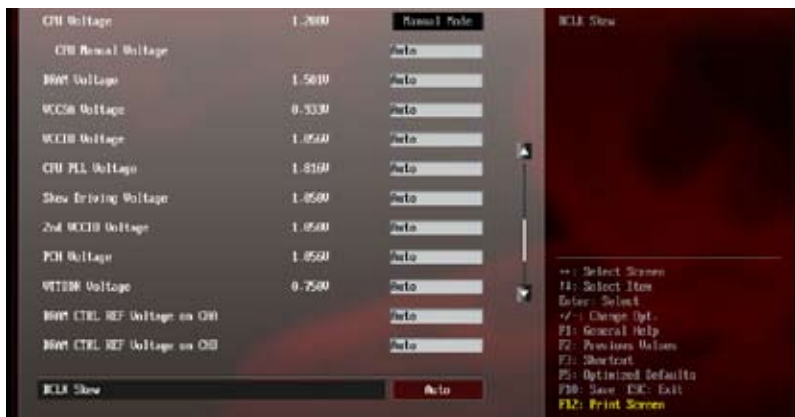 CPU Voltage 1.200V Manual Mode
CPU Manual Voltage Auto
DRAM Voltage 1.501V Auto
VCCSA Voltage 0.933V Auto
VCCIO Voltage 1.056V Auto
CPU PLL Voltage 1.816V Auto
Skew Driving Voltage 1.050V Auto
2nd VCCIO Voltage 1.050V Auto
PCH Voltage 1.056V Auto
VTTDDR Voltage 0.750V Auto
DRAM CTRL REF Voltage on CHA Auto
DRAM CTRL REF Voltage on CHB Auto
BCLK Skew Auto
BCLK Skew
↔: Select Screen
↑↓: Select Item
Enter: Select
+/-: Change Opt.
F1: General Help
F2: Previous Values
F3: Shortcut
F5: Optimized Defaults
F10: Save ESC: Exit
F12: Print Screen